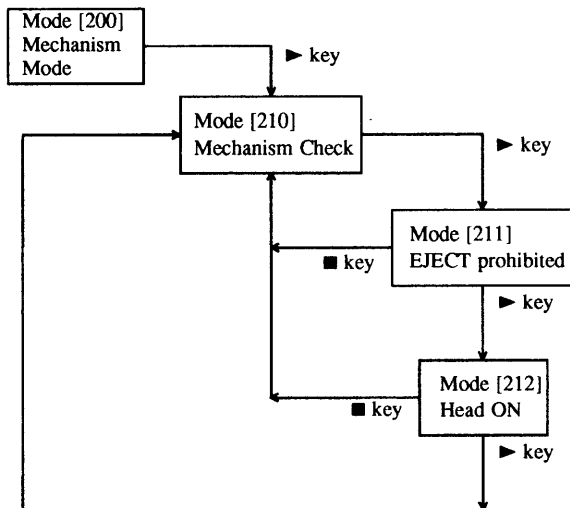 Mode [200]
Mechanism
Mode
► key
Mode [210]
Mechanism Check
► key
Mode [211]
EJECT prohibited
■ key
► key
Mode [212]
Head ON
■ key
► key